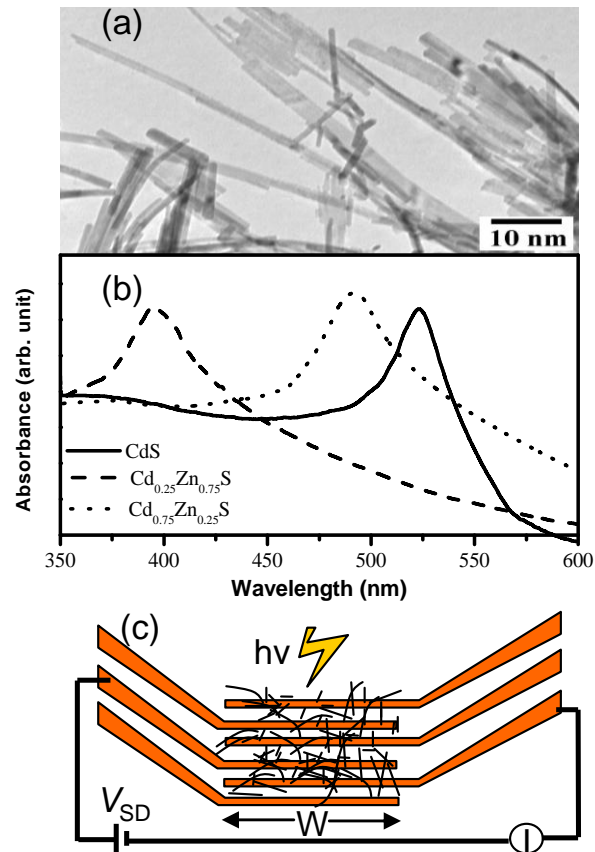 (a)
10 nm
(b)
Absorbance (arb. unit)
CdS
Cd0.25Zn0.75S
Cd0.75Zn0.25S
350 400 450 500 550 600
Wavelength (nm)
(c)
hν
VSD
W
I